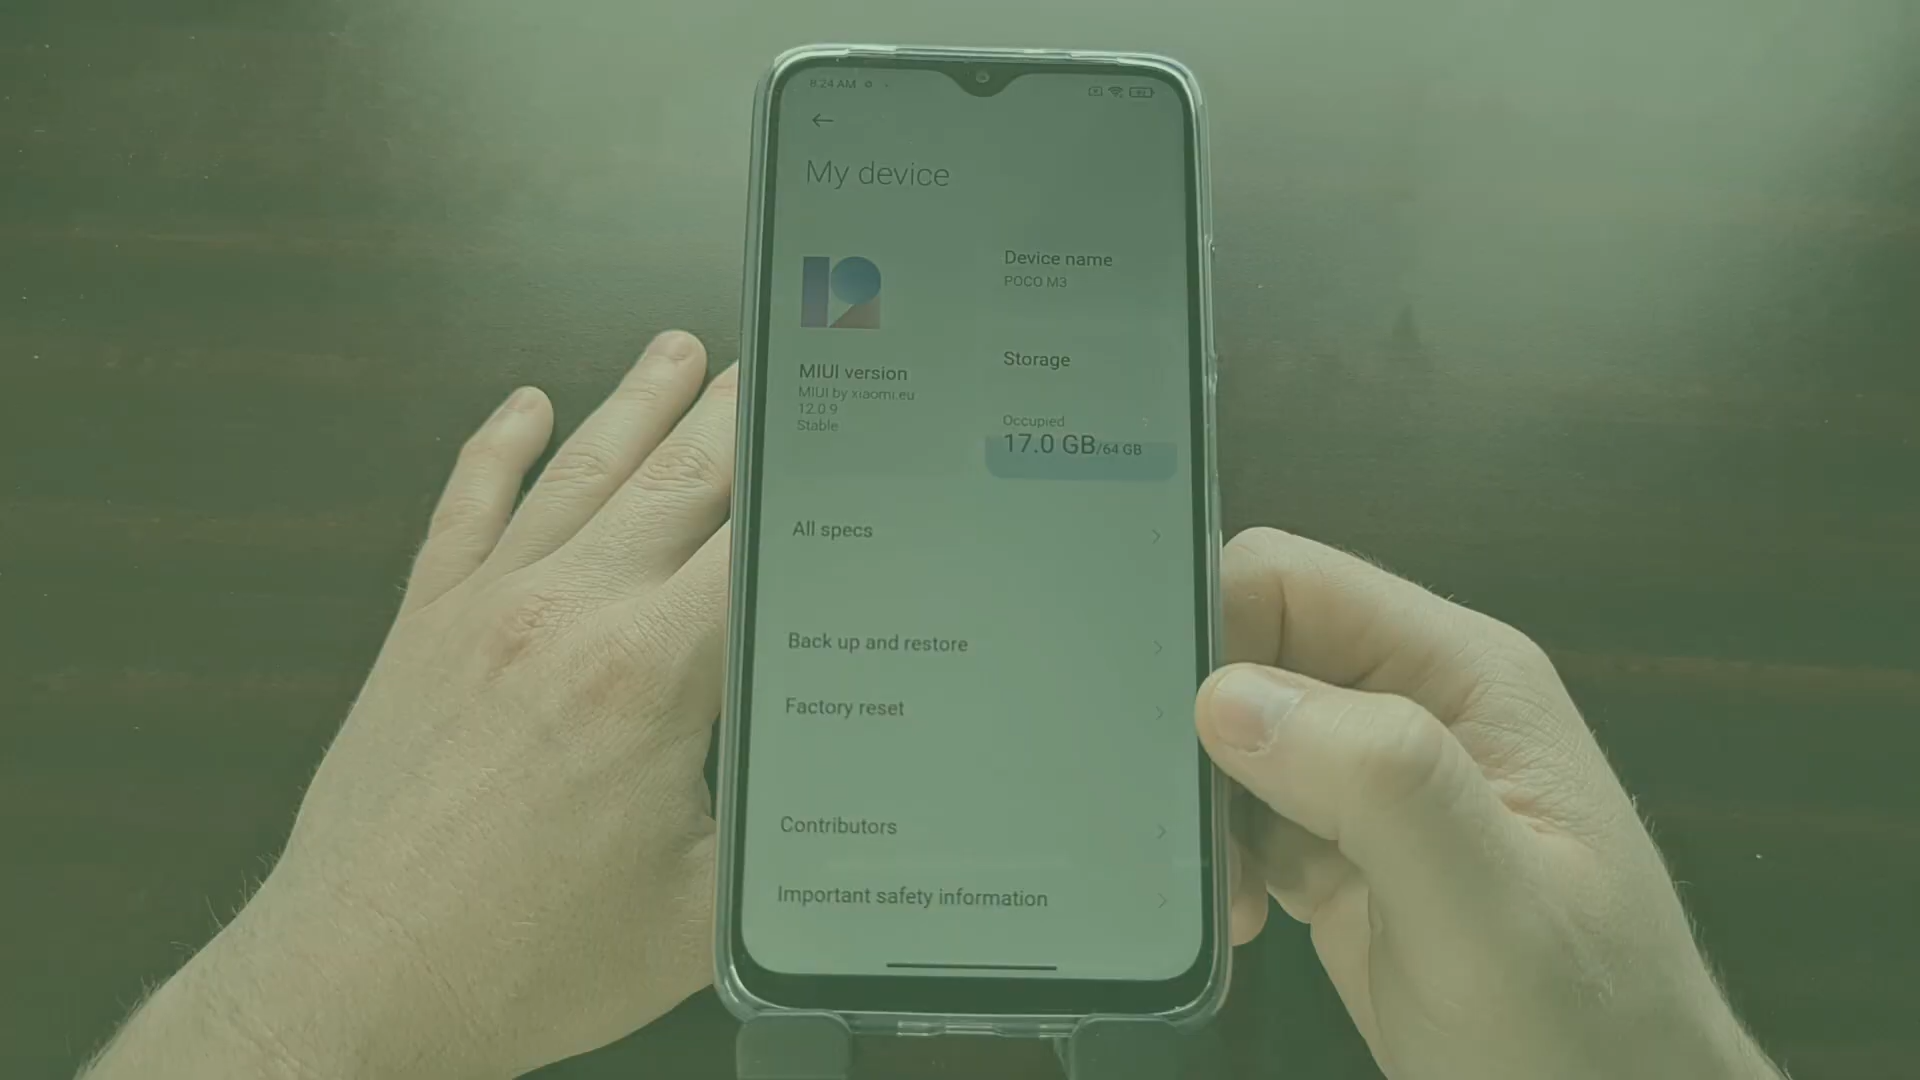 8:24 AM
My device
Device name
POCO M3
MIUI version
MIUI by xiaomi.eu
12.0.9
Stable
Storage
Occupied
17.0 GB/64 GB
All specs
Back up and restore
Factory reset
Contributors
Important safety information